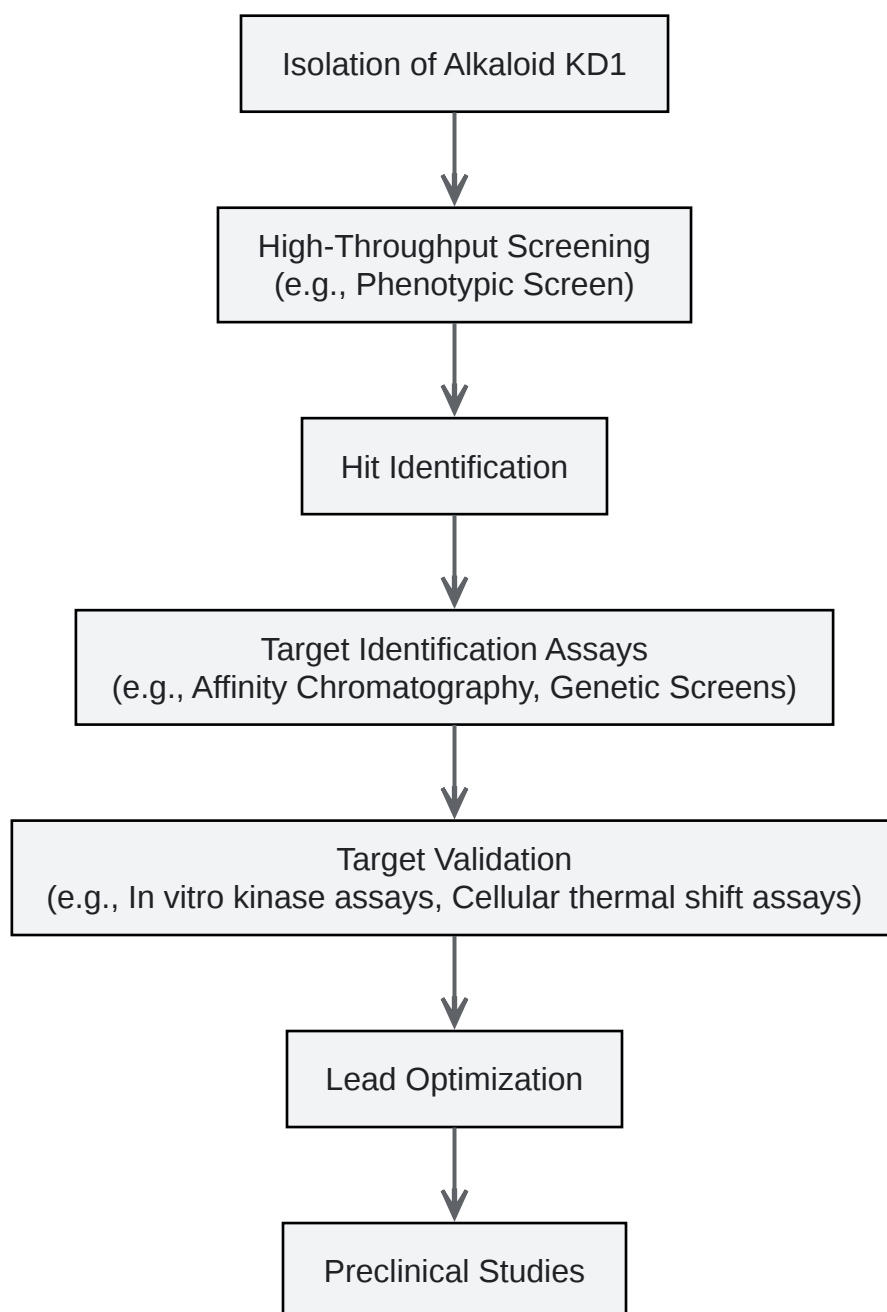 Isolation of Alkaloid KD1
High-Throughput Screening
(e.g., Phenotypic Screen)
Hit Identification
Target Identification Assays
(e.g., Affinity Chromatography, Genetic Screens)
Target Validation
(e.g., In vitro kinase assays, Cellular thermal shift assays)
Lead Optimization
Preclinical Studies